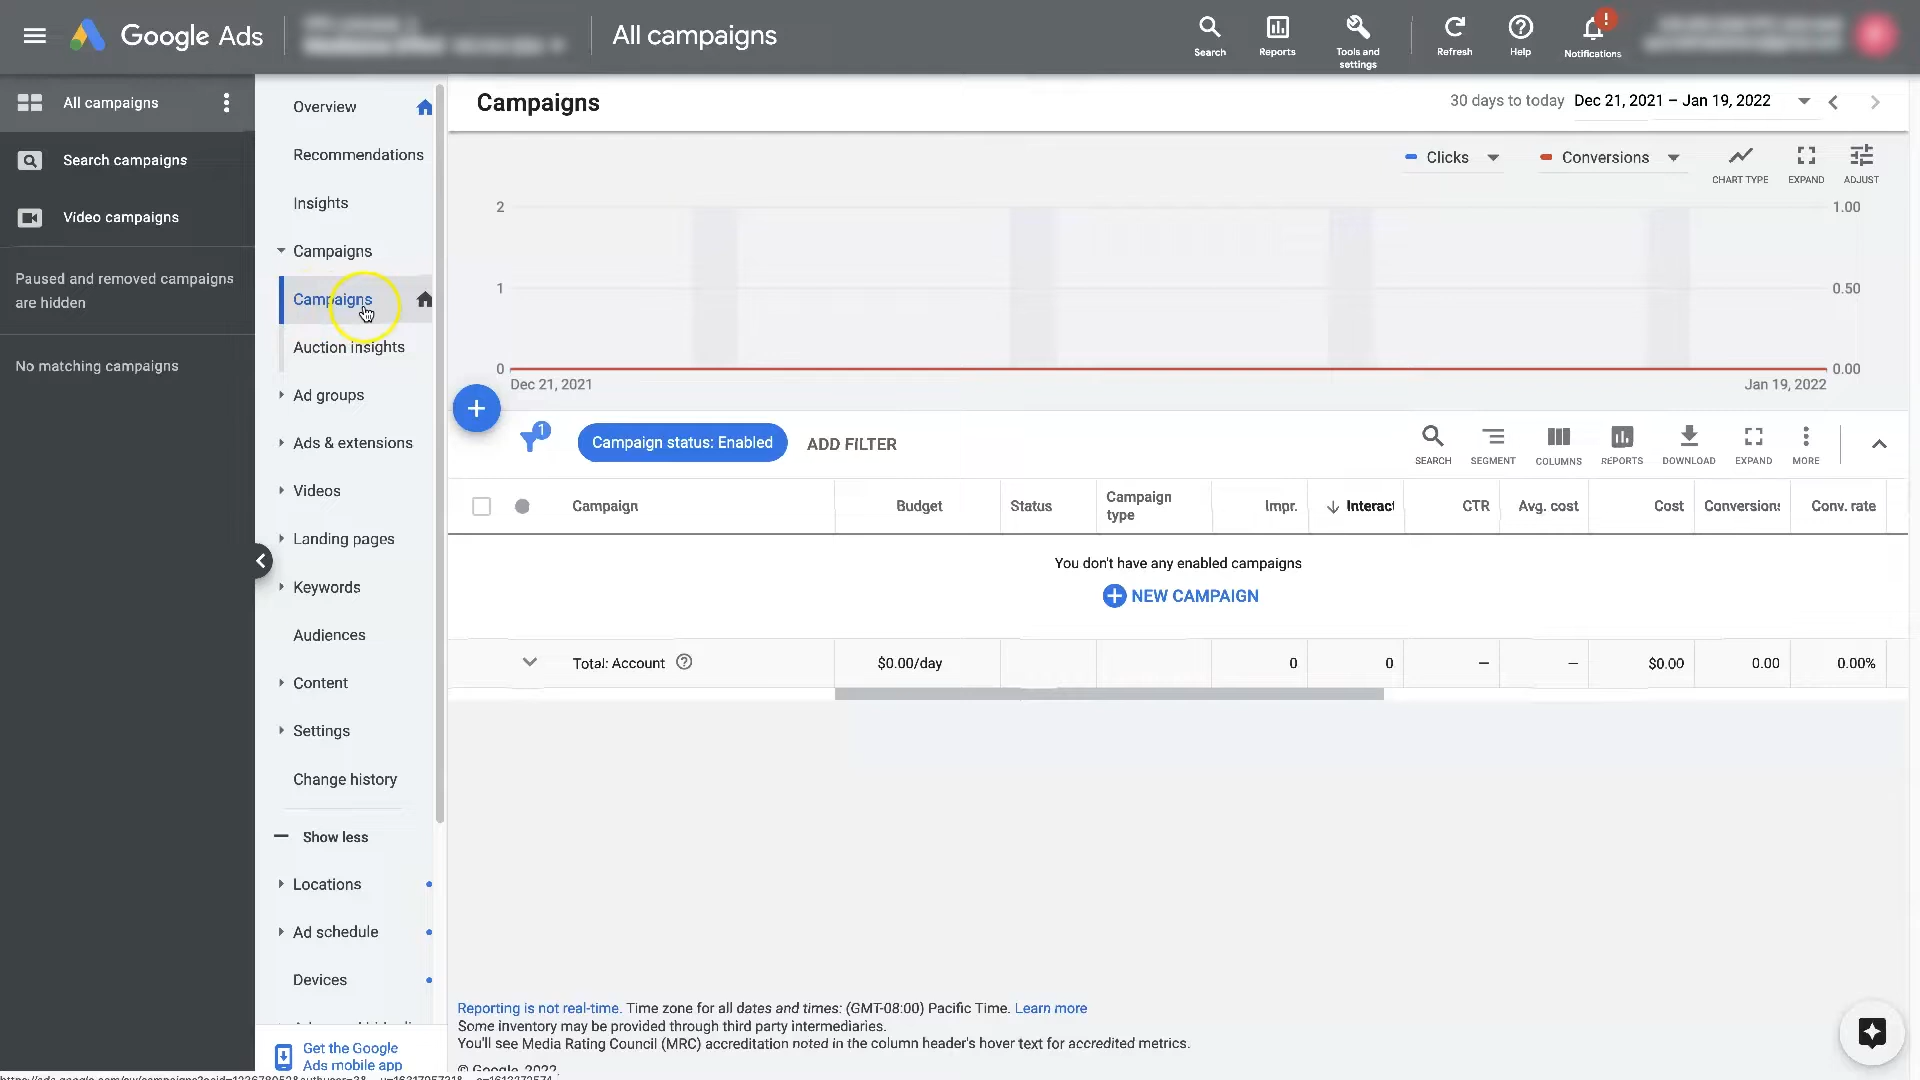 Google Ads
All campaigns
Search
Reports
Tools and
settings
Refresh
Help
!
Notifications
All campaigns
Search campaigns
Video campaigns
Paused and removed campaigns
are hidden
No matching campaigns
Overview
Recommendations
Insights
Campaigns
Campaigns
Auction insights
Ad groups
Ads & extensions
Videos
Landing pages
Keywords
Audiences
Content
Settings
Change history
Show less
Locations
Ad schedule
Devices
Get the Google
Ads mobile app
Campaigns
30 days to today Dec 21, 2021 – Jan 19, 2022
Clicks
Conversions
CHART TYPE
EXPAND
ADJUST
2
1.00
1
0.50
0
0.00
Dec 21, 2021
Jan 19, 2022
1
Campaign status: Enabled
ADD FILTER
SEARCH
SEGMENT
COLUMNS
REPORTS
DOWNLOAD
EXPAND
MORE
Campaign
Budget
Status
Campaign
type
Impr.
Interact
CTR
Avg. cost
Cost
Conversions
Conv. rate
You don't have any enabled campaigns
NEW CAMPAIGN
Total: Account
$0.00/day
0
0
–
–
$0.00
0.00
0.00%
Reporting is not real-time. Time zone for all dates and times: (GMT-08:00) Pacific Time. Learn more
Some inventory may be provided through third party intermediaries.
You'll see Media Rating Council (MRC) accreditation noted in the column header's hover text for accredited metrics.
© Google, 2022.